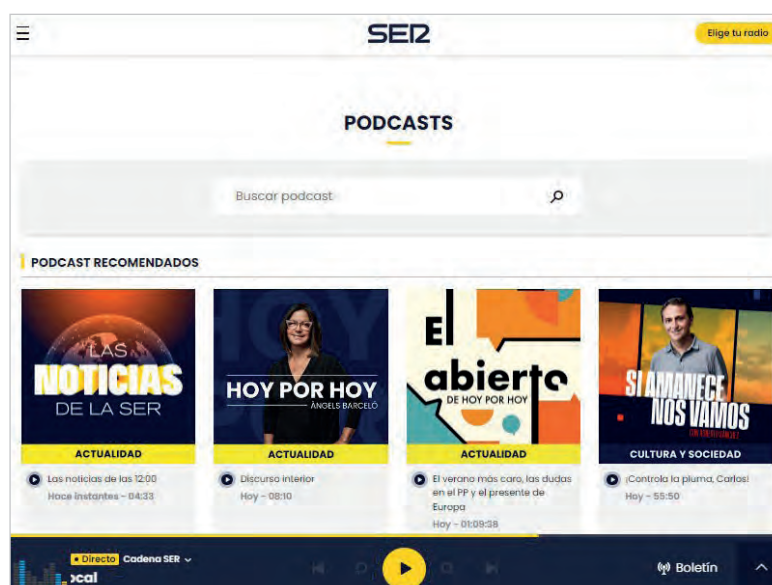 SER
Elige tu radio
PODCASTS
Buscar podcast
PODCAST RECOMENDADOS
LAS
NOTICIAS
DE LA SER
ACTUALIDAD
Las noticias de las 12:00
Hace instantes - 04:33
HOY
HOY POR HOY
ÀNGELS BARCELÓ
ACTUALIDAD
Discurso interior
Hoy - 08:10
El
abierto
DE HOY POR HOY
ACTUALIDAD
El verano más caro, las dudas
en el PP y el presente de
Europa
Hoy - 01:09:38
SI AMANECE
NOS VAMOS
CULTURA Y SOCIEDAD
¡Controla la pluma, Carlos!
Hoy - 55:50
Directo Cadena SER
ocal
Boletín